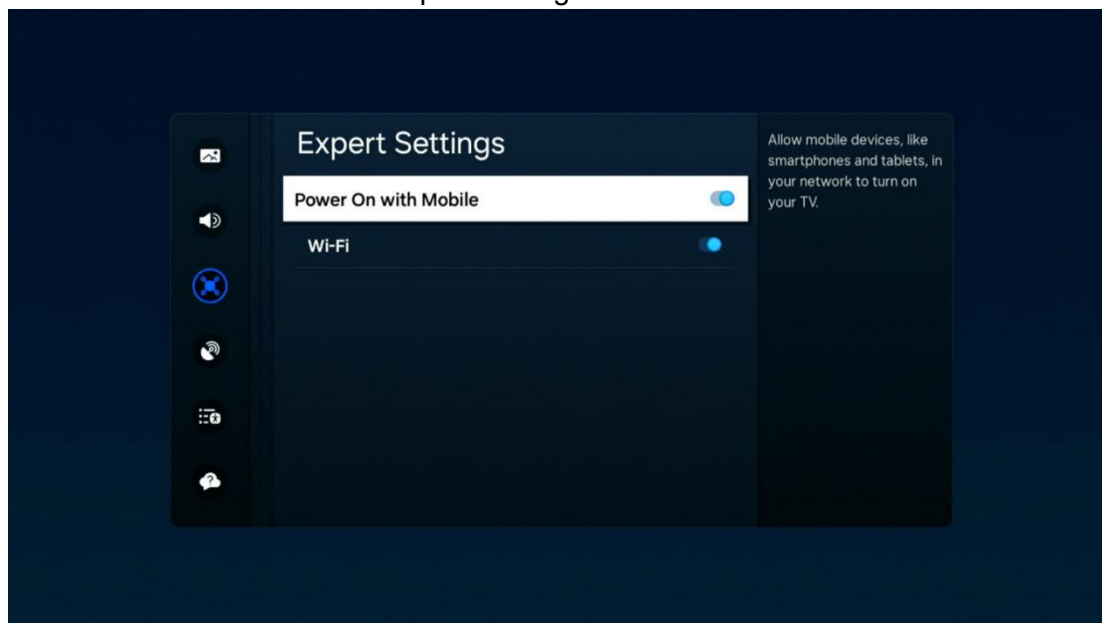 Expert Settings
Power On with Mobile
Wi-Fi
Allow mobile devices, like
smartphones and tablets, in
your network to turn on
your TV.